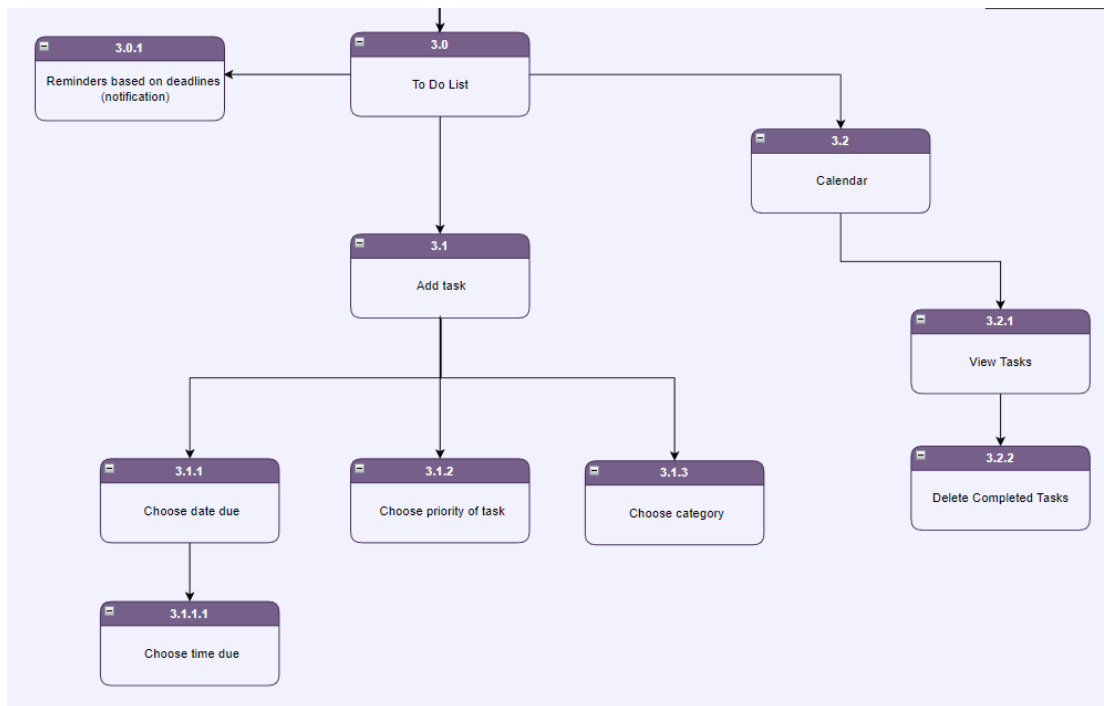 3.0.1
Reminders based on deadlines
(notification)
3.0
To Do List
3.2
Calendar
3.1
Add task
3.2.1
View Tasks
3.1.1
Choose date due
3.1.2
Choose priority of task
3.1.3
Choose category
3.2.2
Delete Completed Tasks
3.1.1.1
Choose time due